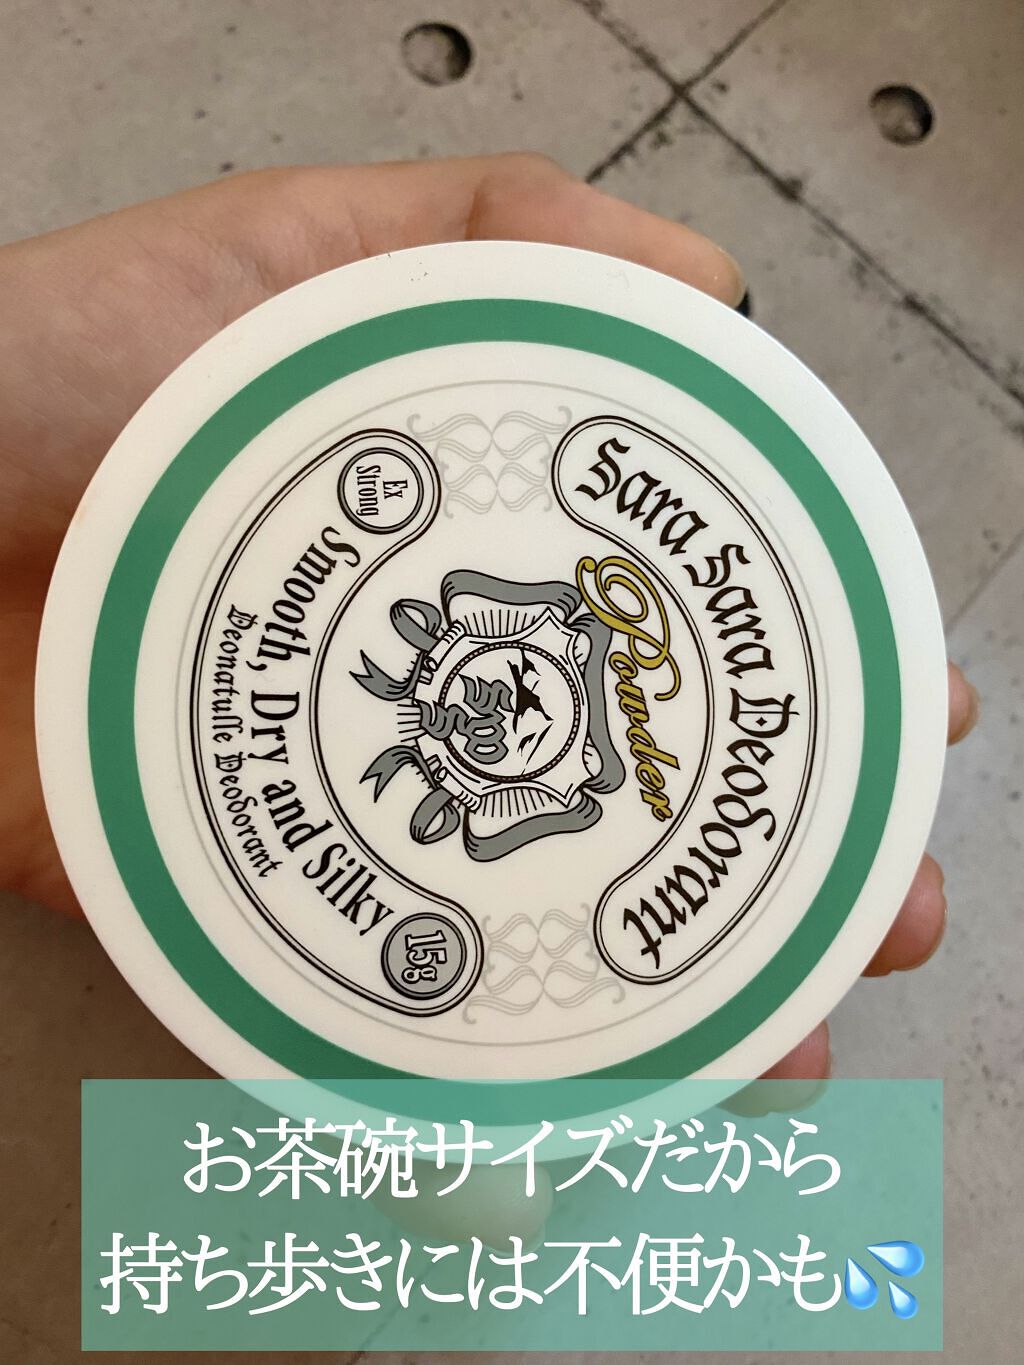 Sara Sara Deodorant
Powder
Ex
Strong
Smooth, Dry and Silky
Deonatulle Deodorant
15g
お茶碗サイズだから
持ち歩きには不便かも💦